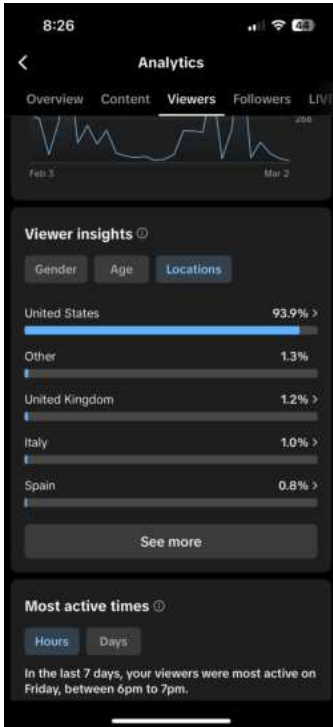 8:26
44
Analytics
Overview Content Viewers Followers LIV
266
Feb 3 Mar 2
Viewer insights
Gender Age Locations
United States 93.9% >
Other 1.3%
United Kingdom 1.2% >
Italy 1.0% >
Spain 0.8% >
See more
Most active times
Hours Days
In the last 7 days, your viewers were most active on
Friday, between 6pm to 7pm.